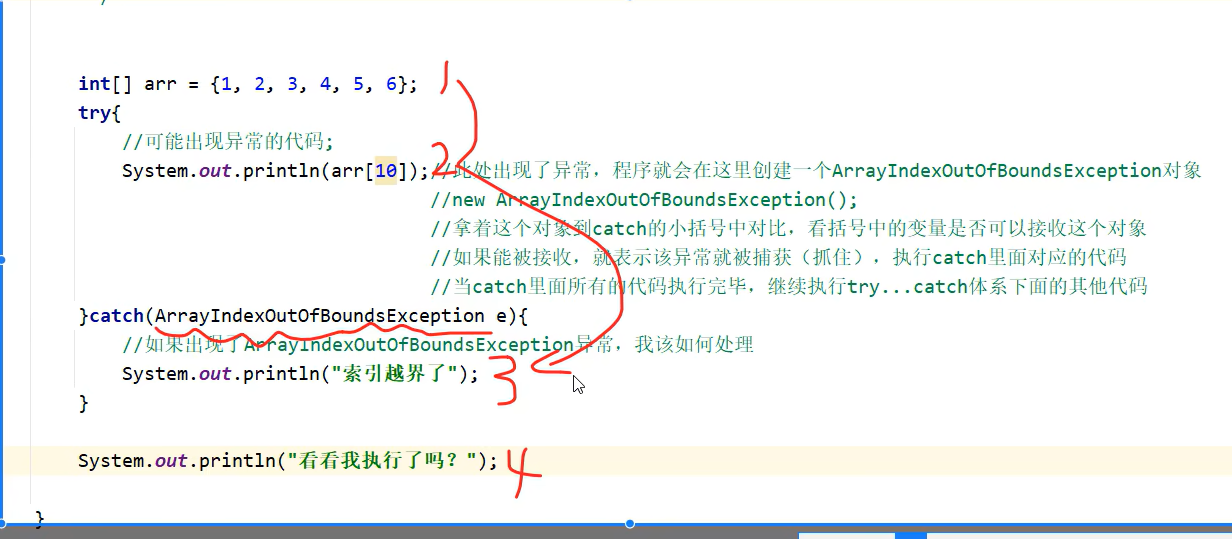 int[] arr = {1, 2, 3, 4, 5, 6}; 1
try{
//可能出现异常的代码;
System.out.println(arr[10]); 2 //此处出现了异常，程序就会在这里创建一个ArrayIndexOutOfBoundsException对象
//new ArrayIndexOutOfBoundsException();
//拿着这个对象到catch的小括号中对比，看括号中的变量是否可以接收这个对象
//如果能被接收，就表示该异常就被捕获（抓住），执行catch里面对应的代码
//当catch里面所有的代码执行完毕，继续执行try...catch体系下面的其他代码
}catch(ArrayIndexOutOfBoundsException e){
//如果出现了ArrayIndexOutOfBoundsException异常，我该如何处理
System.out.println("索引越界了"); 3
}
System.out.println("看看我执行了吗？"); 4
}